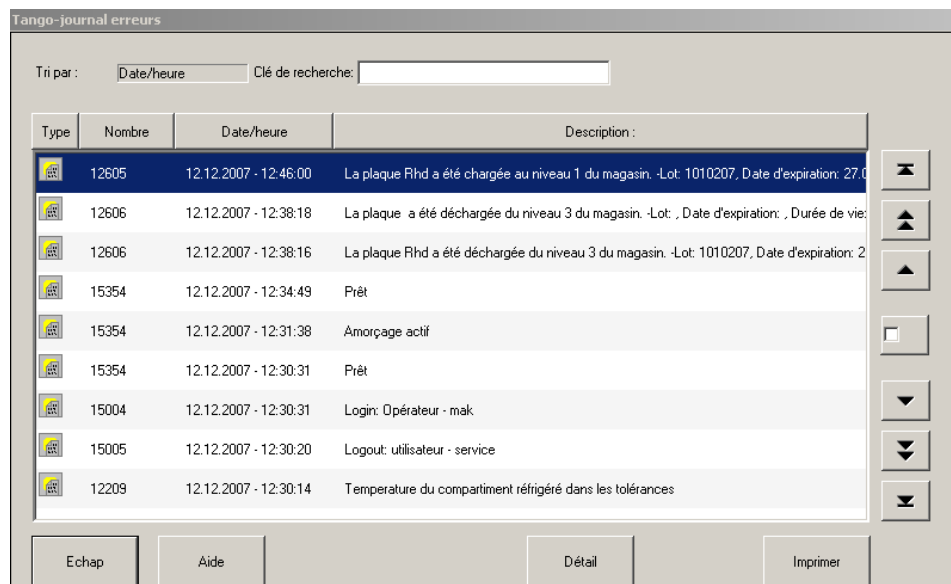 Tango-journal erreurs
Tri par : Date/heure Clé de recherche:
Type Nombre Date/heure Description :
12605 12.12.2007 - 12:46:00 La plaque Rhd a été chargée au niveau 1 du magasin. -Lot: 1010207, Date d'expiration: 27.0
12606 12.12.2007 - 12:38:18 La plaque a été déchargée du niveau 3 du magasin. -Lot: , Date d'expiration: , Durée de vie:
12606 12.12.2007 - 12:38:16 La plaque Rhd a été déchargée du niveau 3 du magasin. -Lot: 1010207, Date d'expiration: 2
15354 12.12.2007 - 12:34:49 Prêt
15354 12.12.2007 - 12:31:38 Amorçage actif
15354 12.12.2007 - 12:30:31 Prêt
15004 12.12.2007 - 12:30:31 Login: Opérateur - mak
15005 12.12.2007 - 12:30:20 Logout: utilisateur - service
12209 12.12.2007 - 12:30:14 Temperature du compartiment réfrigéré dans les tolérances
Echap Aide Détail Imprimer